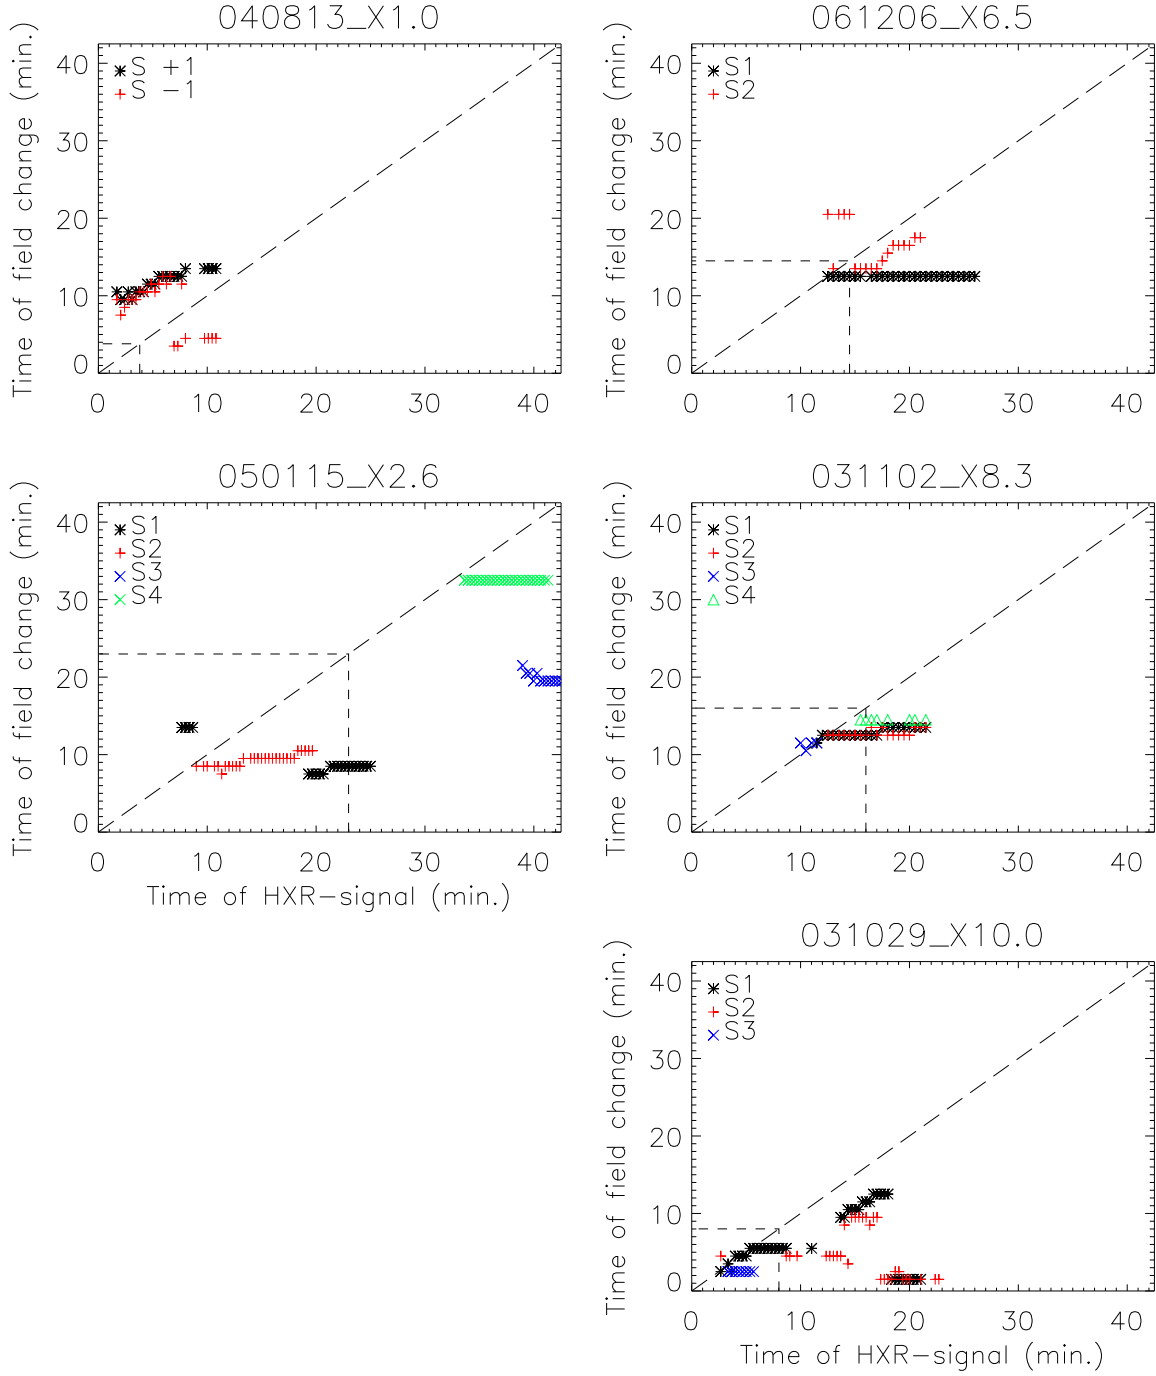 040813_X1.0
Time of field change (min.)
40
30
20
10
0
S +1
S −1
0 10 20 30 40
061206_X6.5
Time of field change (min.)
40
30
20
10
0
S1
S2
0 10 20 30 40
050115_X2.6
Time of field change (min.)
40
30
20
10
0
S1
S2
S3
S4
0 10 20 30 40
Time of HXR−signal (min.)
031102_X8.3
Time of field change (min.)
40
30
20
10
0
S1
S2
S3
S4
0 10 20 30 40
031029_X10.0
Time of field change (min.)
40
30
20
10
0
S1
S2
S3
0 10 20 30 40
Time of HXR−signal (min.)